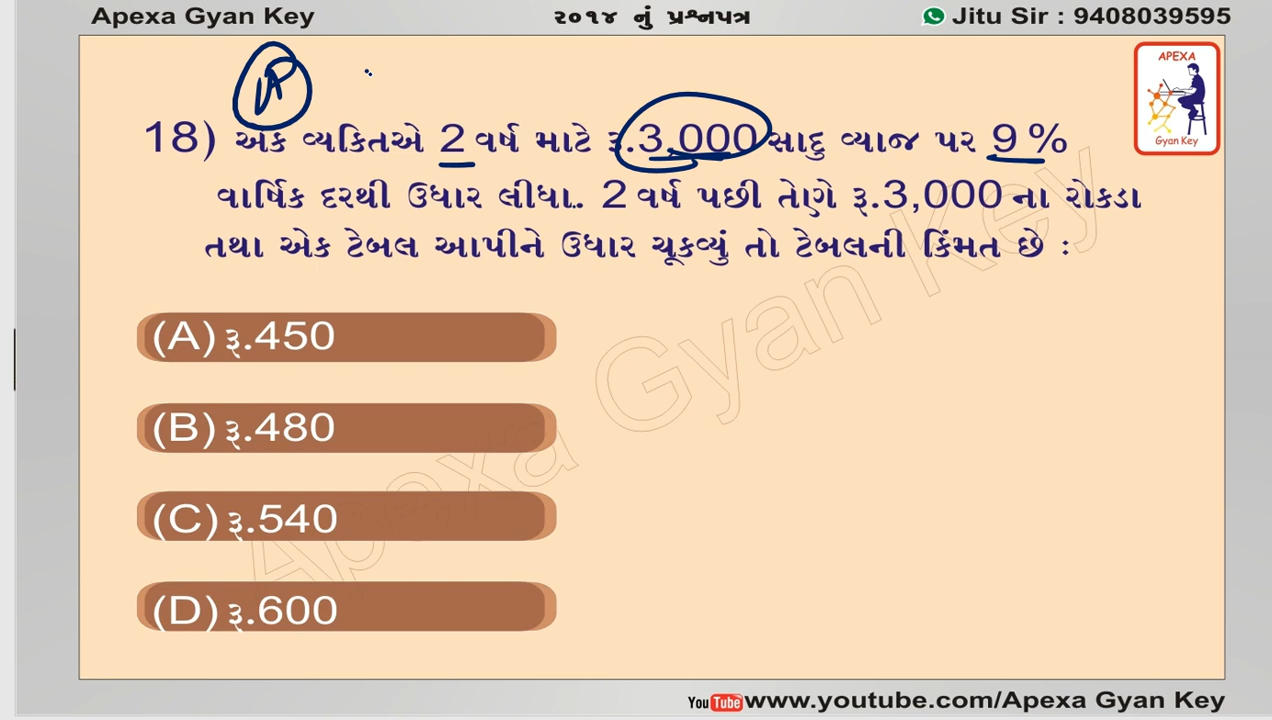 Apexa Gyan Key
૨૦૧૪ નું પ્રશ્નપત્ર
Jitu Sir : 9408039595
APEXA
Gyan Key
VP
18) એક વ્યકિતએ 2 વર્ષ માટે રૂ.3,000 સાદુ વ્યાજ પર 9 %
વાર્ષિક દરથી ઉધાર લીધા.. 2 વર્ષ પછી તેણે રૂ.3,000 ના રોકડા
તથા એક ટેબલ આપીને ઉધાર ચૂકવ્યું તો ટેબલની કિંમત છે :
(A) રૂ.450
(B) રૂ.480
(C) રૂ.540
(D) રૂ.600
Apexa Gyan Key
YouTube www.youtube.com/Apexa Gyan Key